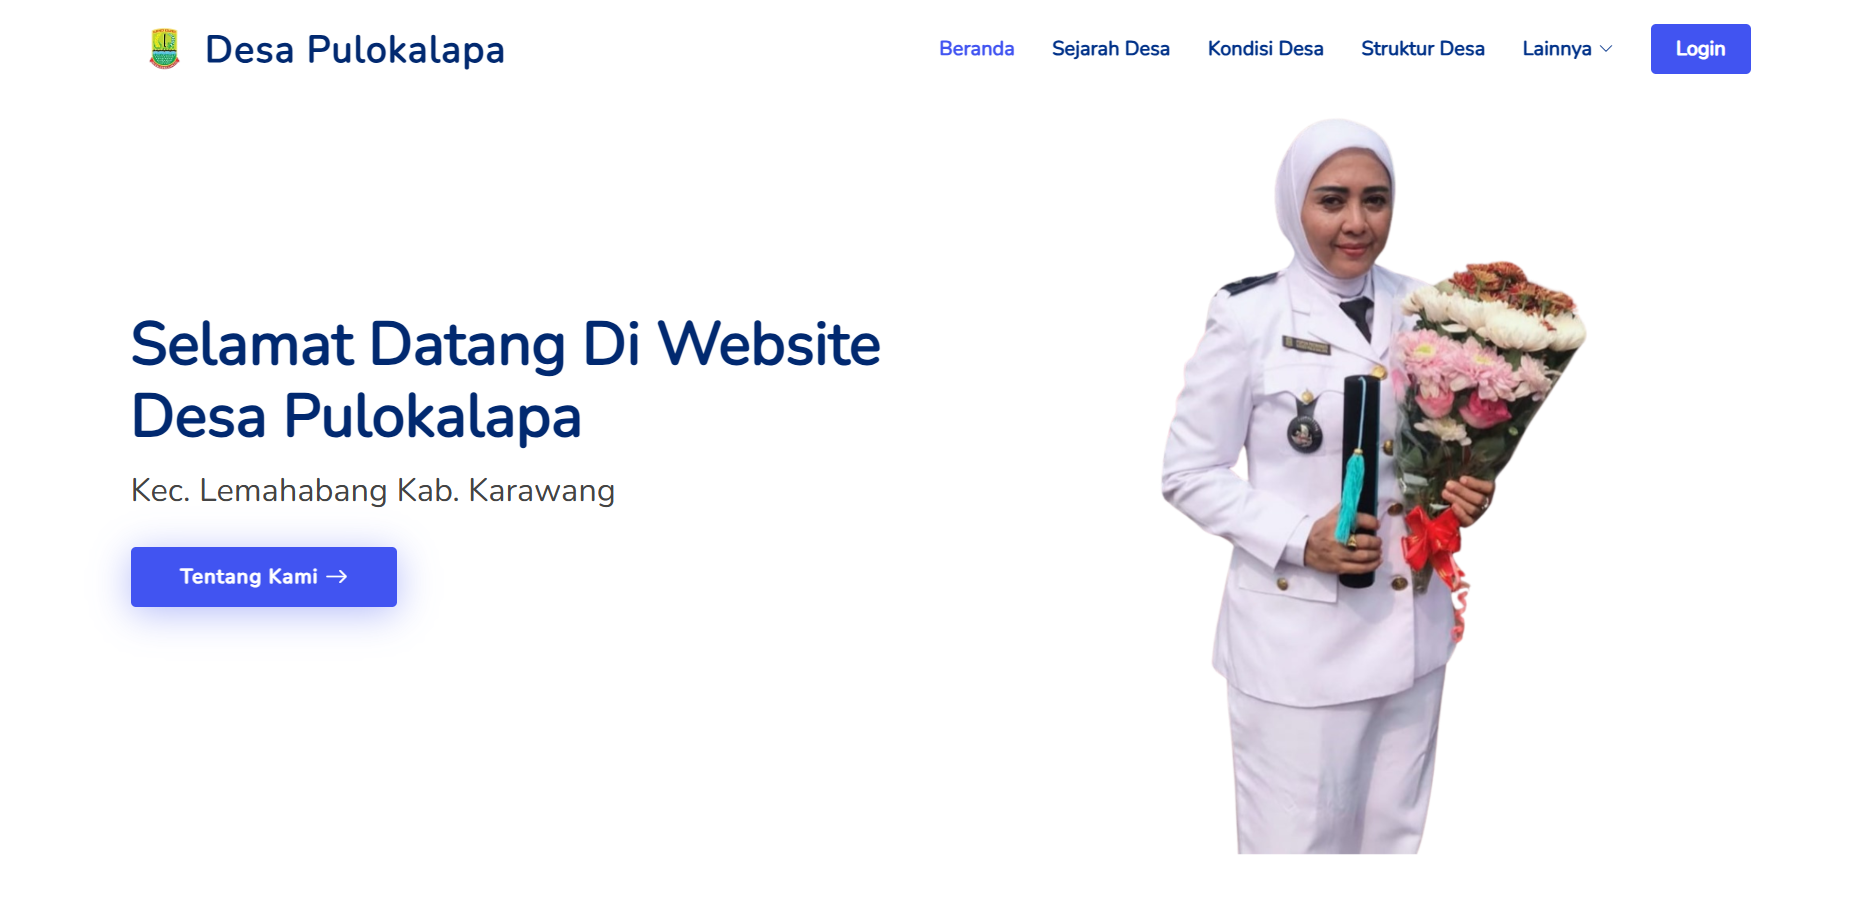 Desa Pulokalapa
Beranda
Sejarah Desa
Kondisi Desa
Struktur Desa
Lainnya
Login
Selamat Datang Di Website
Desa Pulokalapa
Kec. Lemahabang Kab. Karawang
Tentang Kami →